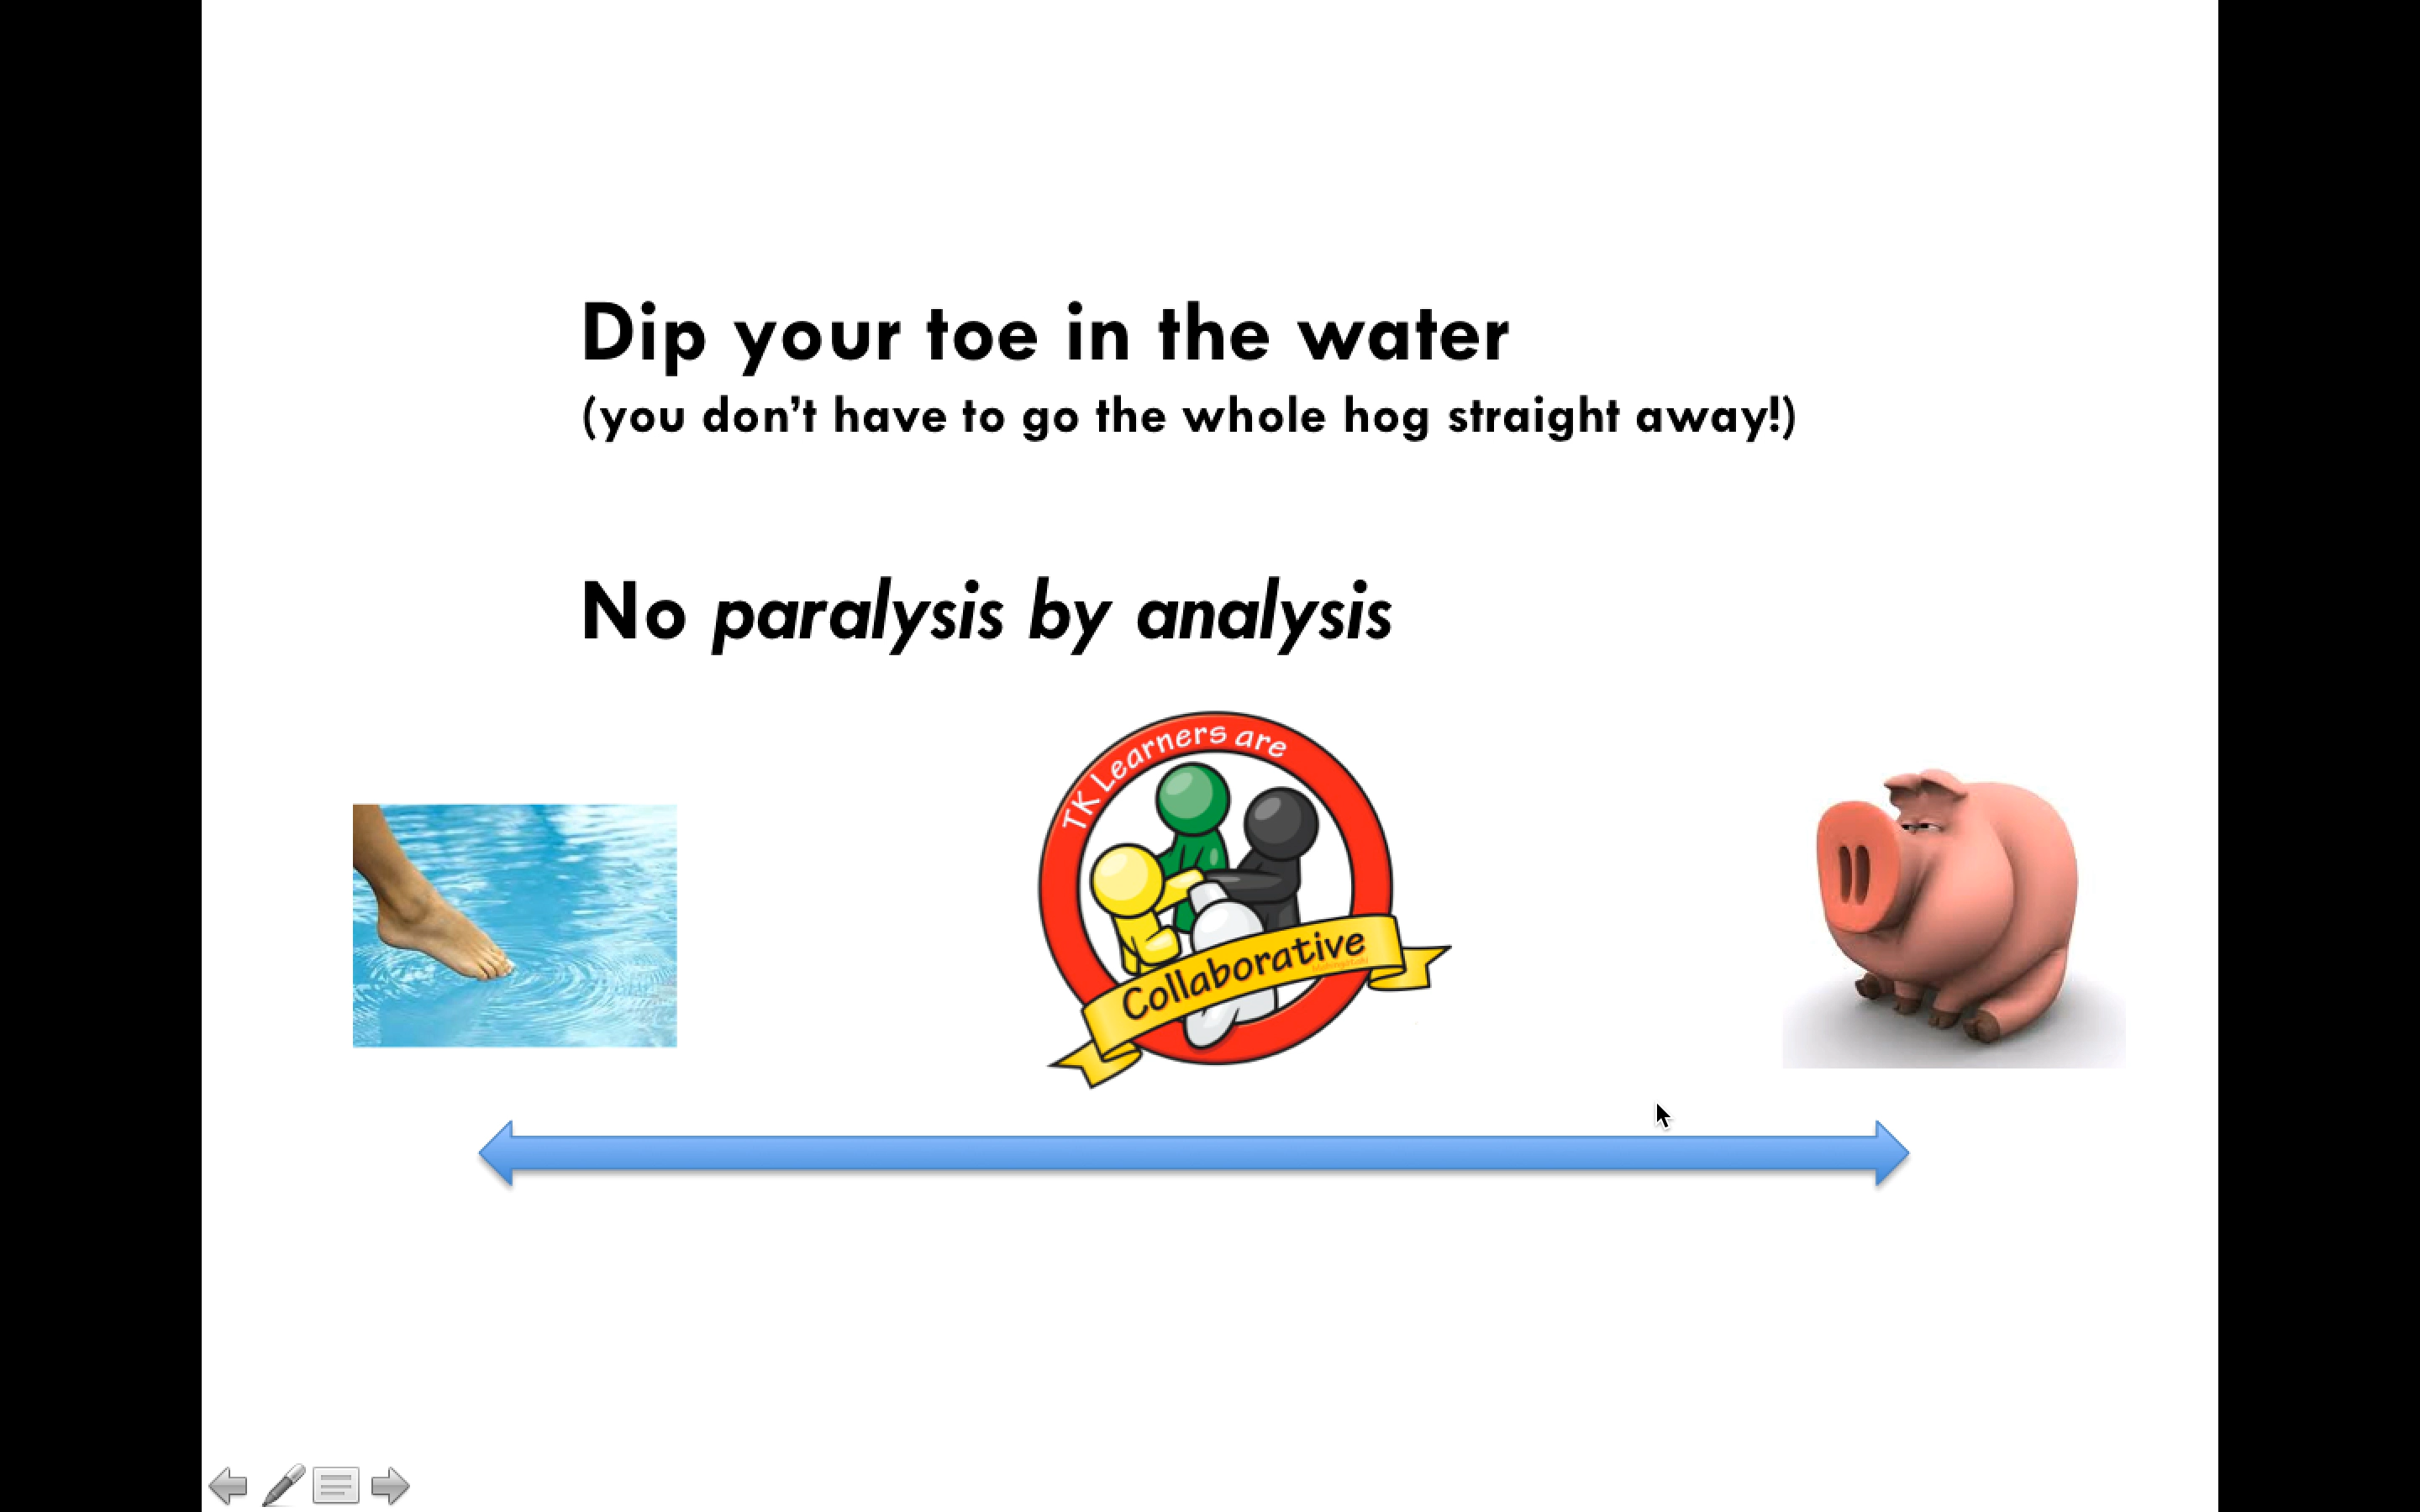 Dip your toe in the water
(you don’t have to go the whole hog straight away!)
No paralysis by analysis
TK Learners are
Collaborative